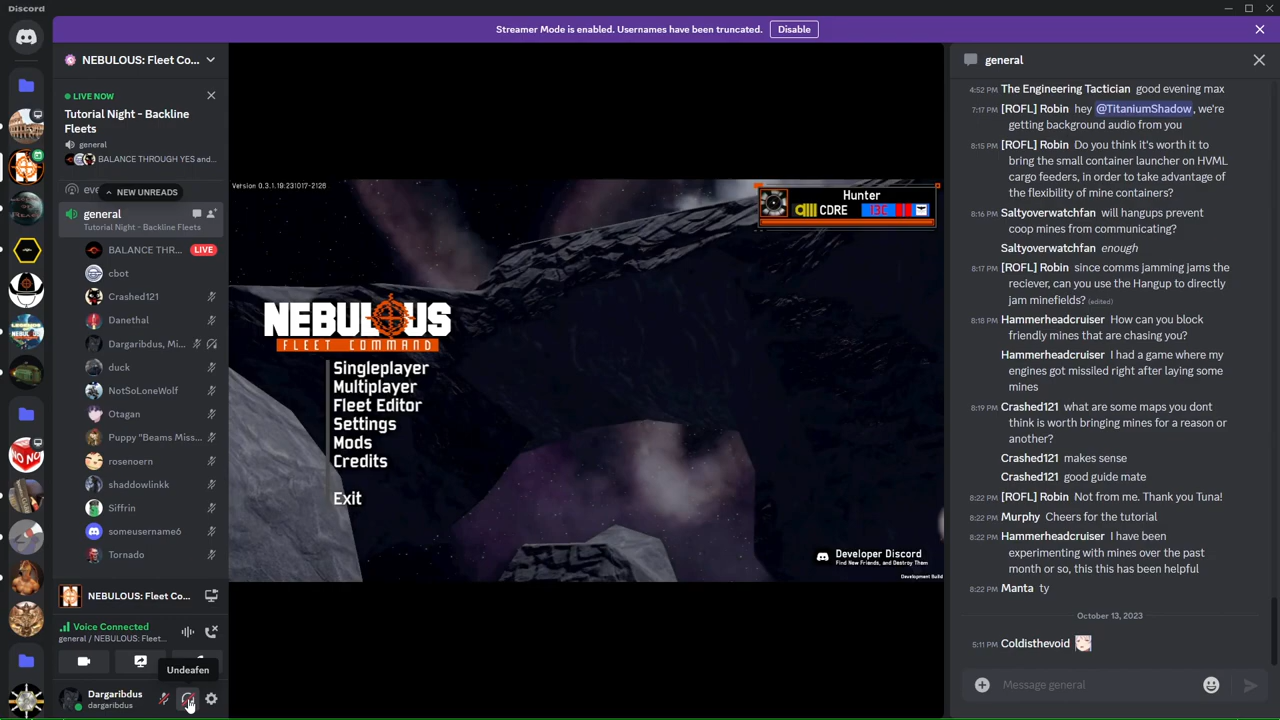 Discord
Streamer Mode is enabled. Usernames have been truncated.
Disable
NEBULOUS: Fleet Co...
LIVE NOW
Tutorial Night - Backline
Fleets
general
BALANCE THROUGH YES and...
NEW UNREADS
general
Tutorial Night - Backline Fleets
BALANCE THR...
LIVE
cbot
Crashed121
Danethal
Dargaribdus, Mi...
duck
NotSoLoneWolf
Otagan
Puppy "Beams Miss...
rosenoern
shaddowlinkk
Siffrin
someusername6
Tornado
NEBULOUS: Fleet Co...
Voice Connected
general / NEBULOUS: Fleet...
Undeafen
Dargaribdus
dargaribdus
Version 0.3.1.19:231017-2126
Hunter
CDRE
NEBULOUS
FLEET COMMAND
Singleplayer
Multiplayer
Fleet Editor
Settings
Mods
Credits
Exit
Developer Discord
Find New Friends, and Destroy Them
Development Build
general
4:52 PM The Engineering Tactician good evening max
7:17 PM [ROFL] Robin hey @TitaniumShadow, we're
getting background audio from you
8:15 PM [ROFL] Robin Do you think it's worth it to
bring the small container launcher on HVML
cargo feeders, in order to take advantage of
the flexibility of mine containers?
8:16 PM Saltyoverwatchfan will hangups prevent
coop mines from communicating?
Saltyoverwatchfan enough
8:17 PM [ROFL] Robin since comms jamming jams the
reciever, can you use the Hangup to directly
jam minefields? (edited)
8:18 PM Hammerheadcruiser How can you block
friendly mines that are chasing you?
Hammerheadcruiser I had a game where my
engines got missiled right after laying some
mines
8:19 PM Crashed121 what are some maps you dont
think is worth bringing mines for a reason or
another?
Crashed121 makes sense
Crashed121 good guide mate
8:22 PM [ROFL] Robin Not from me. Thank you Tuna!
8:22 PM Murphy Cheers for the tutorial
8:22 PM Hammerheadcruiser I have been
experimenting with mines over the past
month or so, this this has been helpful
8:22 PM Manta ty
October 13, 2023
5:11 PM Coldisthevoid
Message general